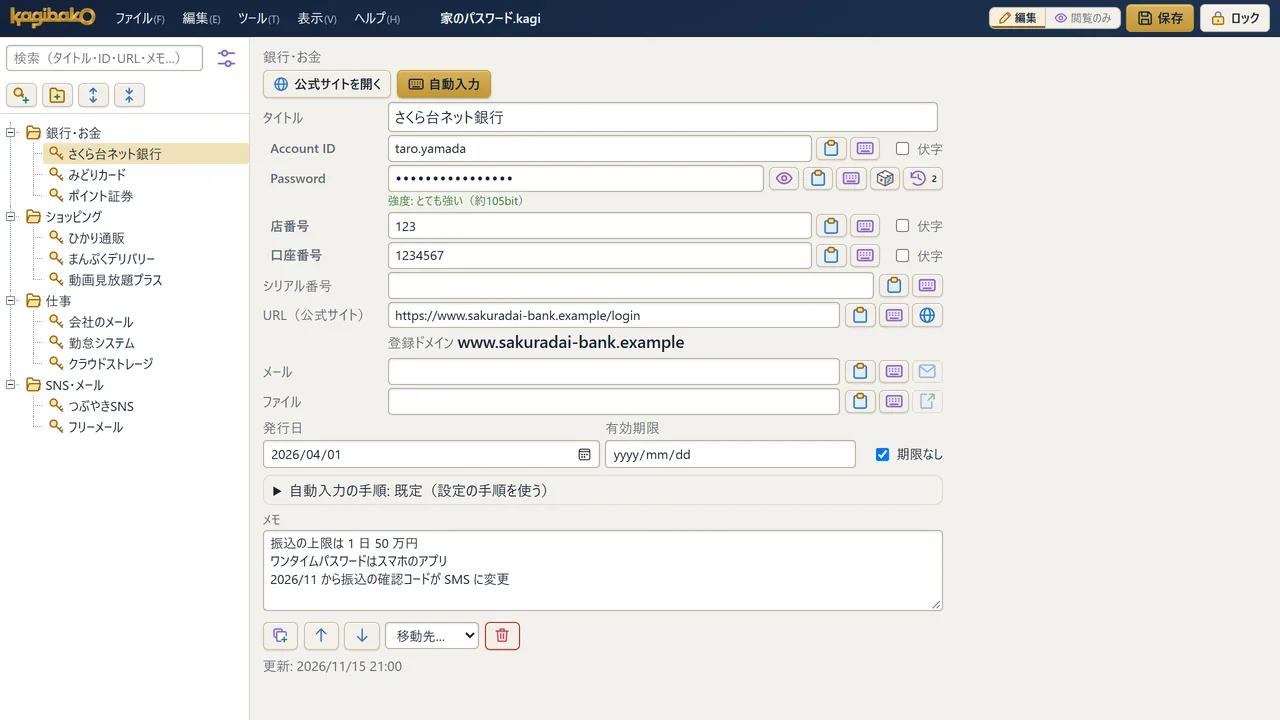 kagibako ファイル(F) 編集(E) ツール(T) 表示(V) ヘルプ(H) 家のパスワード.kagi 編集 閲覧のみ 保存 ロック
検索（タイトル・ID・URL・メモ...）
銀行・お金
さくら台ネット銀行
みどりカード
ポイント証券
ショッピング
ひかり通販
まんぷくデリバリー
動画見放題プラス
仕事
会社のメール
勤怠システム
クラウドストレージ
SNS・メール
つぶやきSNS
フリーメール
銀行・お金
公式サイトを開く 自動入力
タイトル さくら台ネット銀行
Account ID taro.yamada 伏字
Password •••••••••••••••• 2
強度: とても強い（約105bit）
店番号 123 伏字
口座番号 1234567 伏字
シリアル番号
URL（公式サイト） https://www.sakuradai-bank.example/login
登録ドメイン www.sakuradai-bank.example
メール
ファイル
発行日 有効期限
2026/04/01 yyyy/mm/dd 期限なし
▶ 自動入力の手順: 既定（設定の手順を使う）
メモ
振込の上限は 1 日 50 万円
ワンタイムパスワードはスマホのアプリ
2026/11 から振込の確認コードが SMS に変更
移動先...
更新: 2026/11/15 21:00